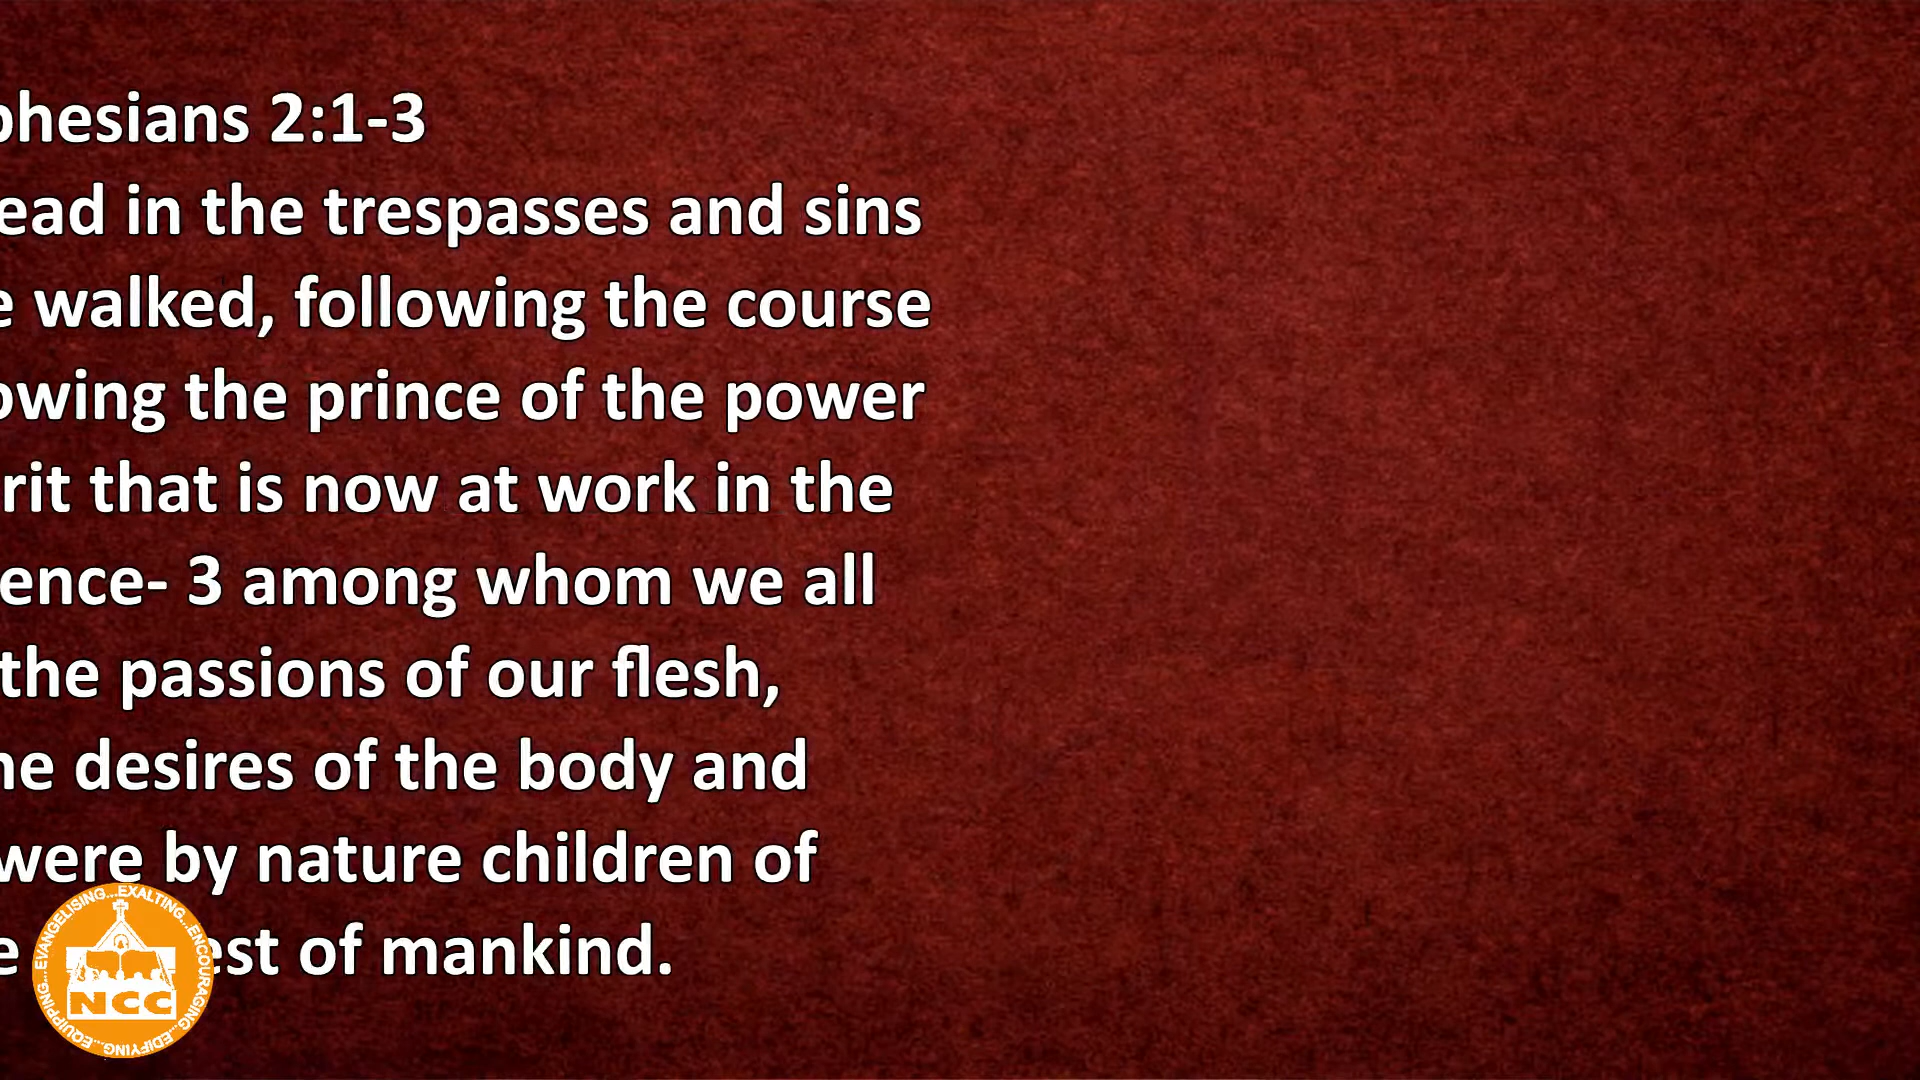 phesians 2:1-3
ead in the trespasses and sins
e walked, following the course
owing the prince of the power
rit that is now at work in the
ence- 3 among whom we all
the passions of our flesh,
he desires of the body and
were by nature children of
e est of mankind.
EVANGELISING...EXALTING...ENCOURAGING...EDIFYING...EQUIPPING...
NCC